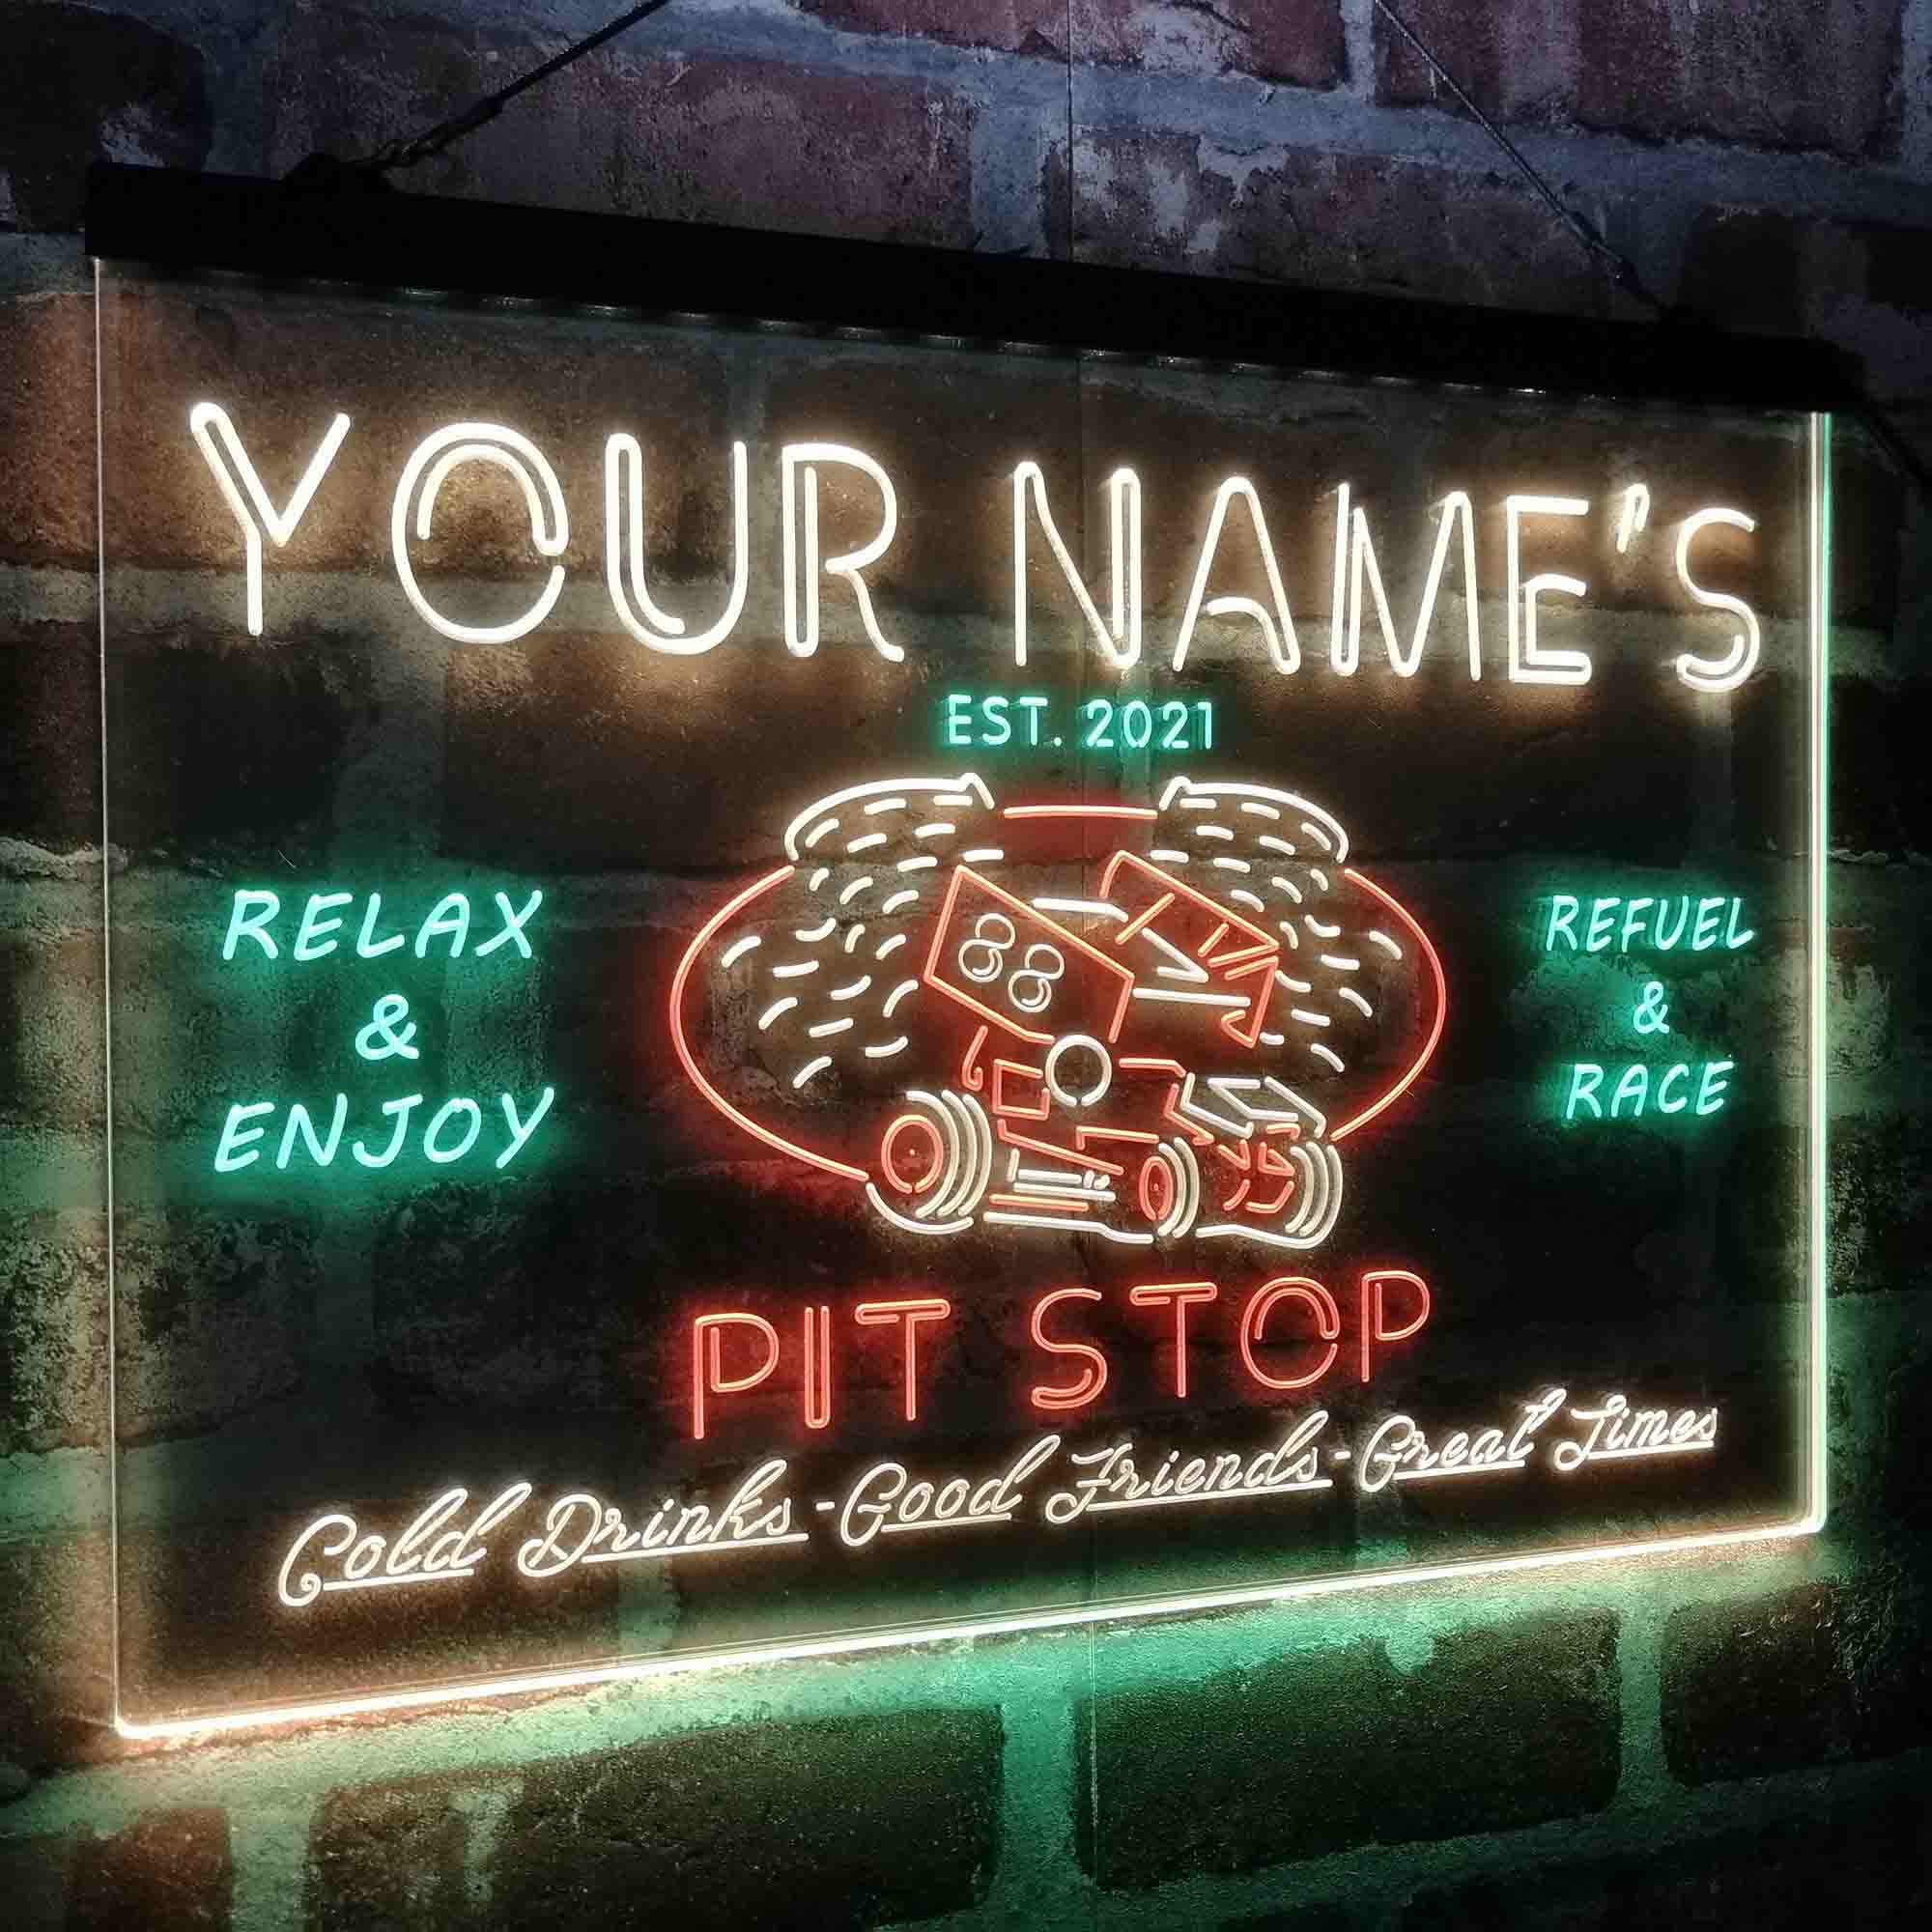 YOUR NAME'S
EST. 2021
RELAX
&
ENJOY
88
REFUEL
&
RACE
PIT STOP
Cold Drinks - Good Friends - Great Times